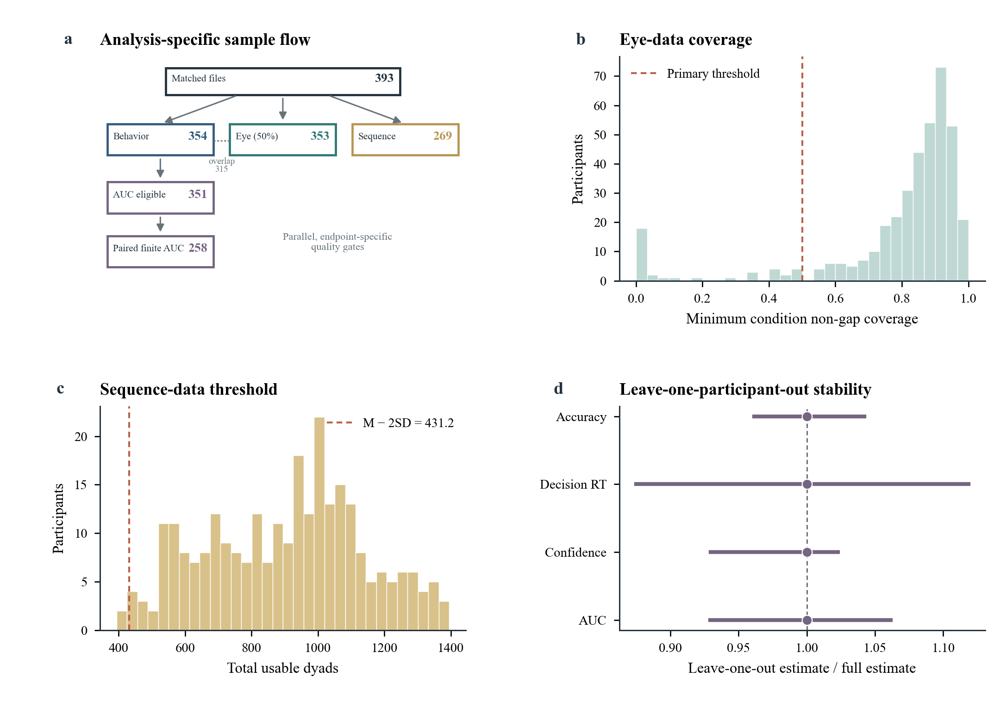 a
Analysis-specific sample flow
Matched files 393
Behavior 354
Eye (50%) 353
Sequence 269
overlap
315
AUC eligible 351
Parallel, endpoint-specific
quality gates
Paired finite AUC 258
b
Eye-data coverage
Primary threshold
Participants
70
60
50
40
30
20
10
0
0.0 0.2 0.4 0.6 0.8 1.0
Minimum condition non-gap coverage
c
Sequence-data threshold
M − 2SD = 431.2
Participants
20
15
10
5
0
400 600 800 1000 1200 1400
Total usable dyads
d
Leave-one-participant-out stability
Accuracy
Decision RT
Confidence
AUC
0.90 0.95 1.00 1.05 1.10
Leave-one-out estimate / full estimate